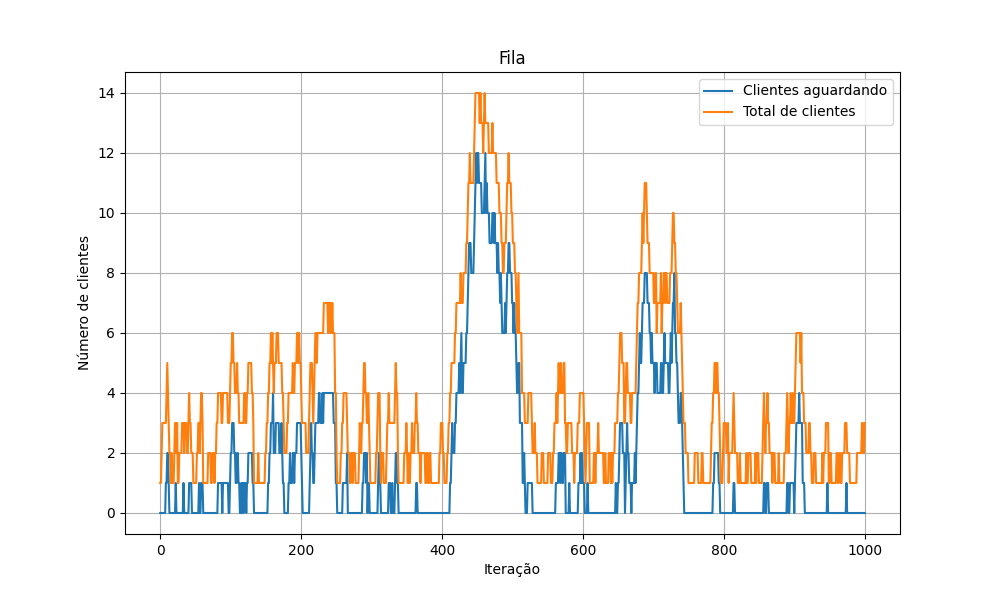 Fila
Clientes aguardando
Total de clientes
14
12
10
8
6
4
2
0
Número de clientes
0 200 400 600 800 1000
Iteração